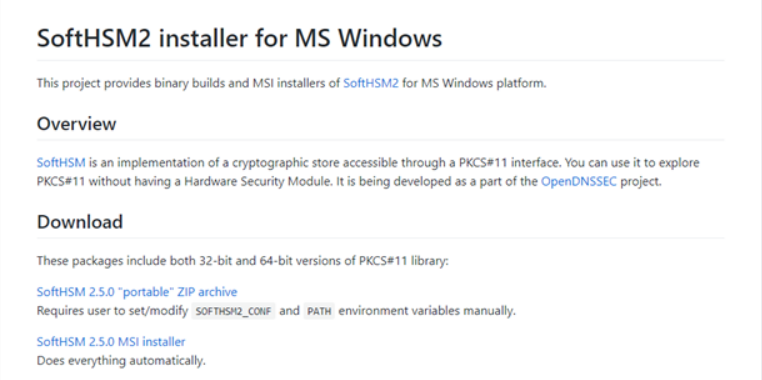 SoftHSM2 installer for MS Windows
This project provides binary builds and MSI installers of SoftHSM2 for MS Windows platform.
Overview
SoftHSM is an implementation of a cryptographic store accessible through a PKCS#11 interface. You can use it to explore
PKCS#11 without having a Hardware Security Module. It is being developed as a part of the OpenDNSSEC project.
Download
These packages include both 32-bit and 64-bit versions of PKCS#11 library:
SoftHSM 2.5.0 "portable" ZIP archive
Requires user to set/modify SOFTHSM2_CONF and PATH environment variables manually.
SoftHSM 2.5.0 MSI installer
Does everything automatically.